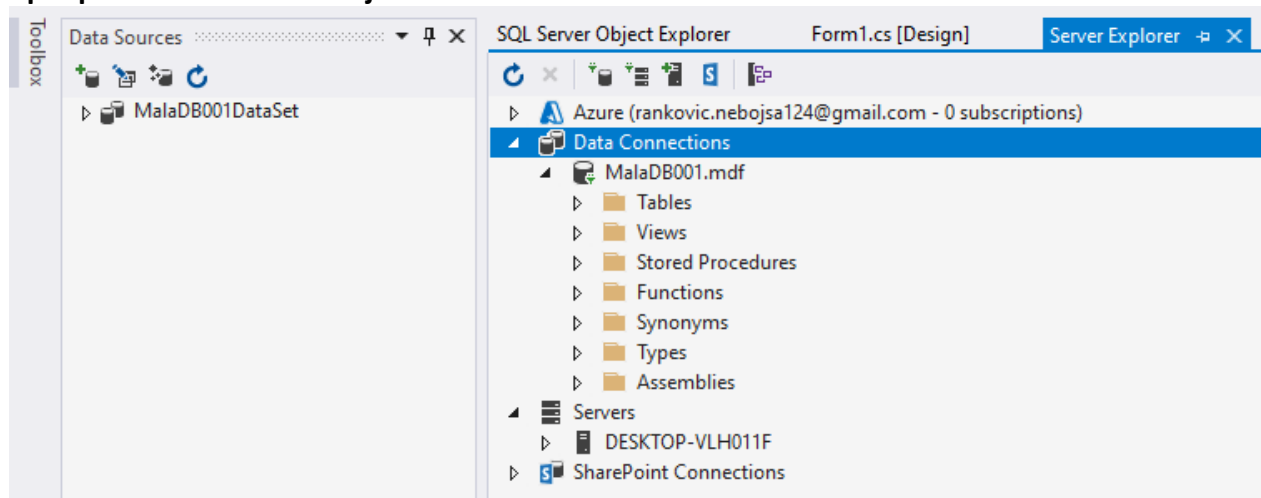 Toolbox
Data Sources
MalaDB001DataSet
SQL Server Object Explorer
Form1.cs [Design]
Server Explorer
Azure (rankovic.nebojsa124@gmail.com - 0 subscriptions)
Data Connections
MalaDB001.mdf
Tables
Views
Stored Procedures
Functions
Synonyms
Types
Assemblies
Servers
DESKTOP-VLH011F
SharePoint Connections